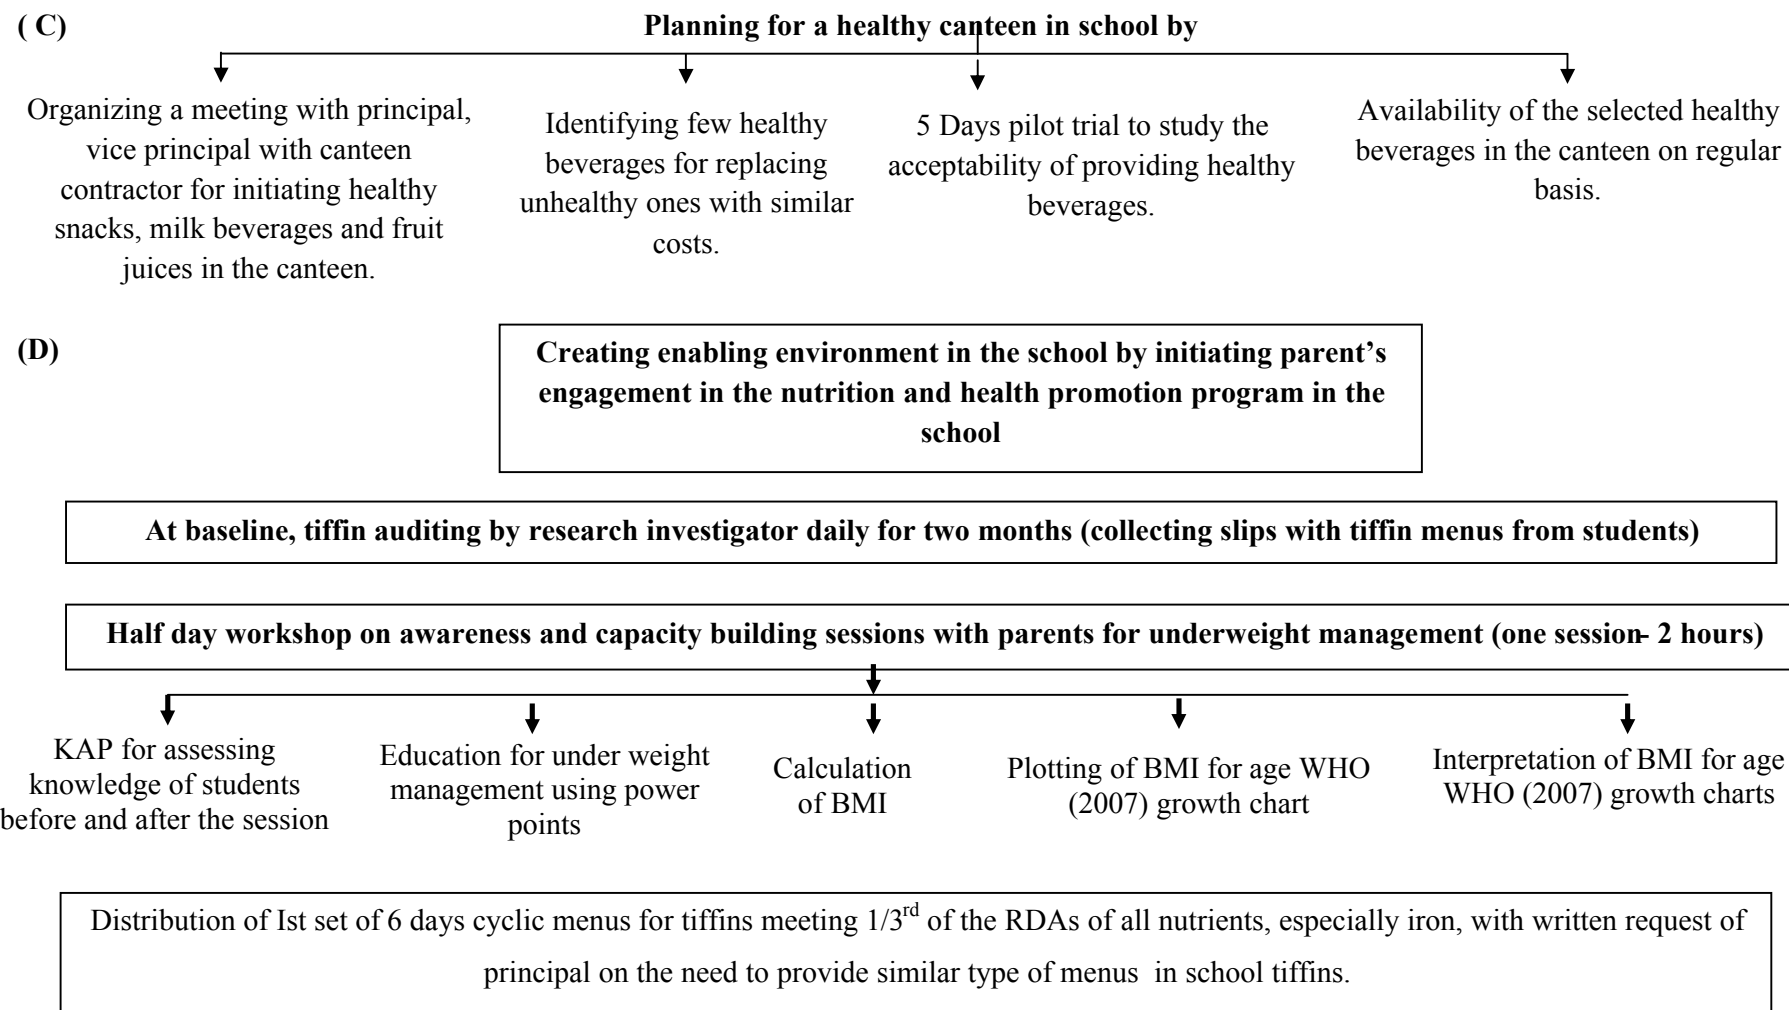 ( C)
Planning for a healthy canteen in school by
Organizing a meeting with principal,
vice principal with canteen
contractor for initiating healthy
snacks, milk beverages and fruit
juices in the canteen.
Identifying few healthy
beverages for replacing
unhealthy ones with similar
costs.
5 Days pilot trial to study the
acceptability of providing healthy
beverages.
Availability of the selected healthy
beverages in the canteen on regular
basis.
(D)
Creating enabling environment in the school by initiating parent’s
engagement in the nutrition and health promotion program in the
school
At baseline, tiffin auditing by research investigator daily for two months (collecting slips with tiffin menus from students)
Half day workshop on awareness and capacity building sessions with parents for underweight management (one session- 2 hours)
KAP for assessing
knowledge of students
before and after the session
Education for under weight
management using power
points
Calculation
of BMI
Plotting of BMI for age WHO
(2007) growth chart
Interpretation of BMI for age
WHO (2007) growth charts
Distribution of Ist set of 6 days cyclic menus for tiffins meeting 1/3rd of the RDAs of all nutrients, especially iron, with written request of
principal on the need to provide similar type of menus in school tiffins.